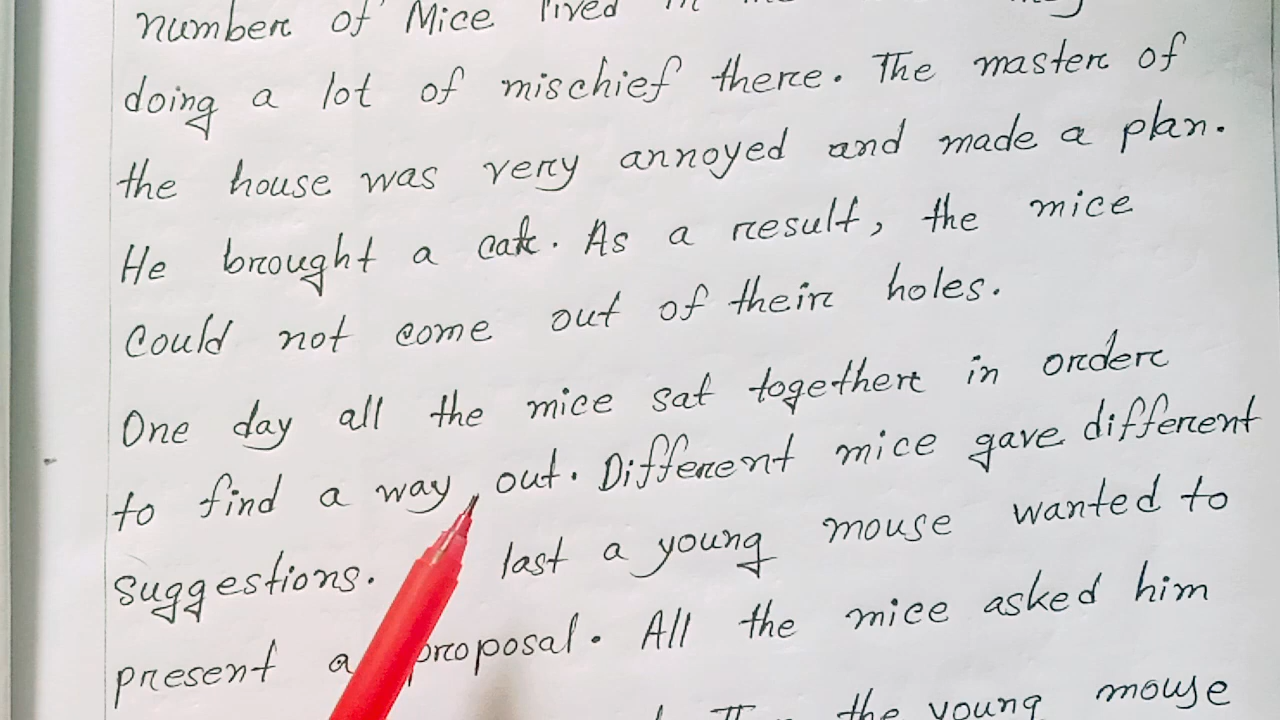 number of Mice lived in
doing a lot of mischief there. The master of
the house was very annoyed and made a plan.
He brought a cat. As a result, the mice
Could not come out of their holes.
One day all the mice sat together in order
to find a way out. Different mice gave different
suggestions. last a young mouse wanted to
present a proposal. All the mice asked him
the young mouse